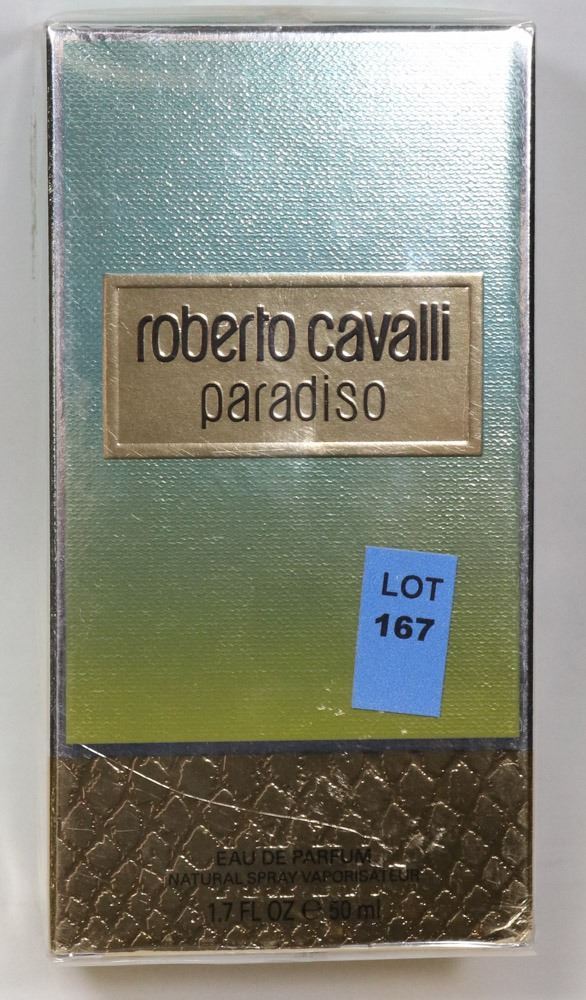 roberto cavalli
paradiso
LOT
167
EAU DE PARFUM
NATURAL SPRAY VAPORISATEUR
1.7 FL OZ ℮ 50 ml